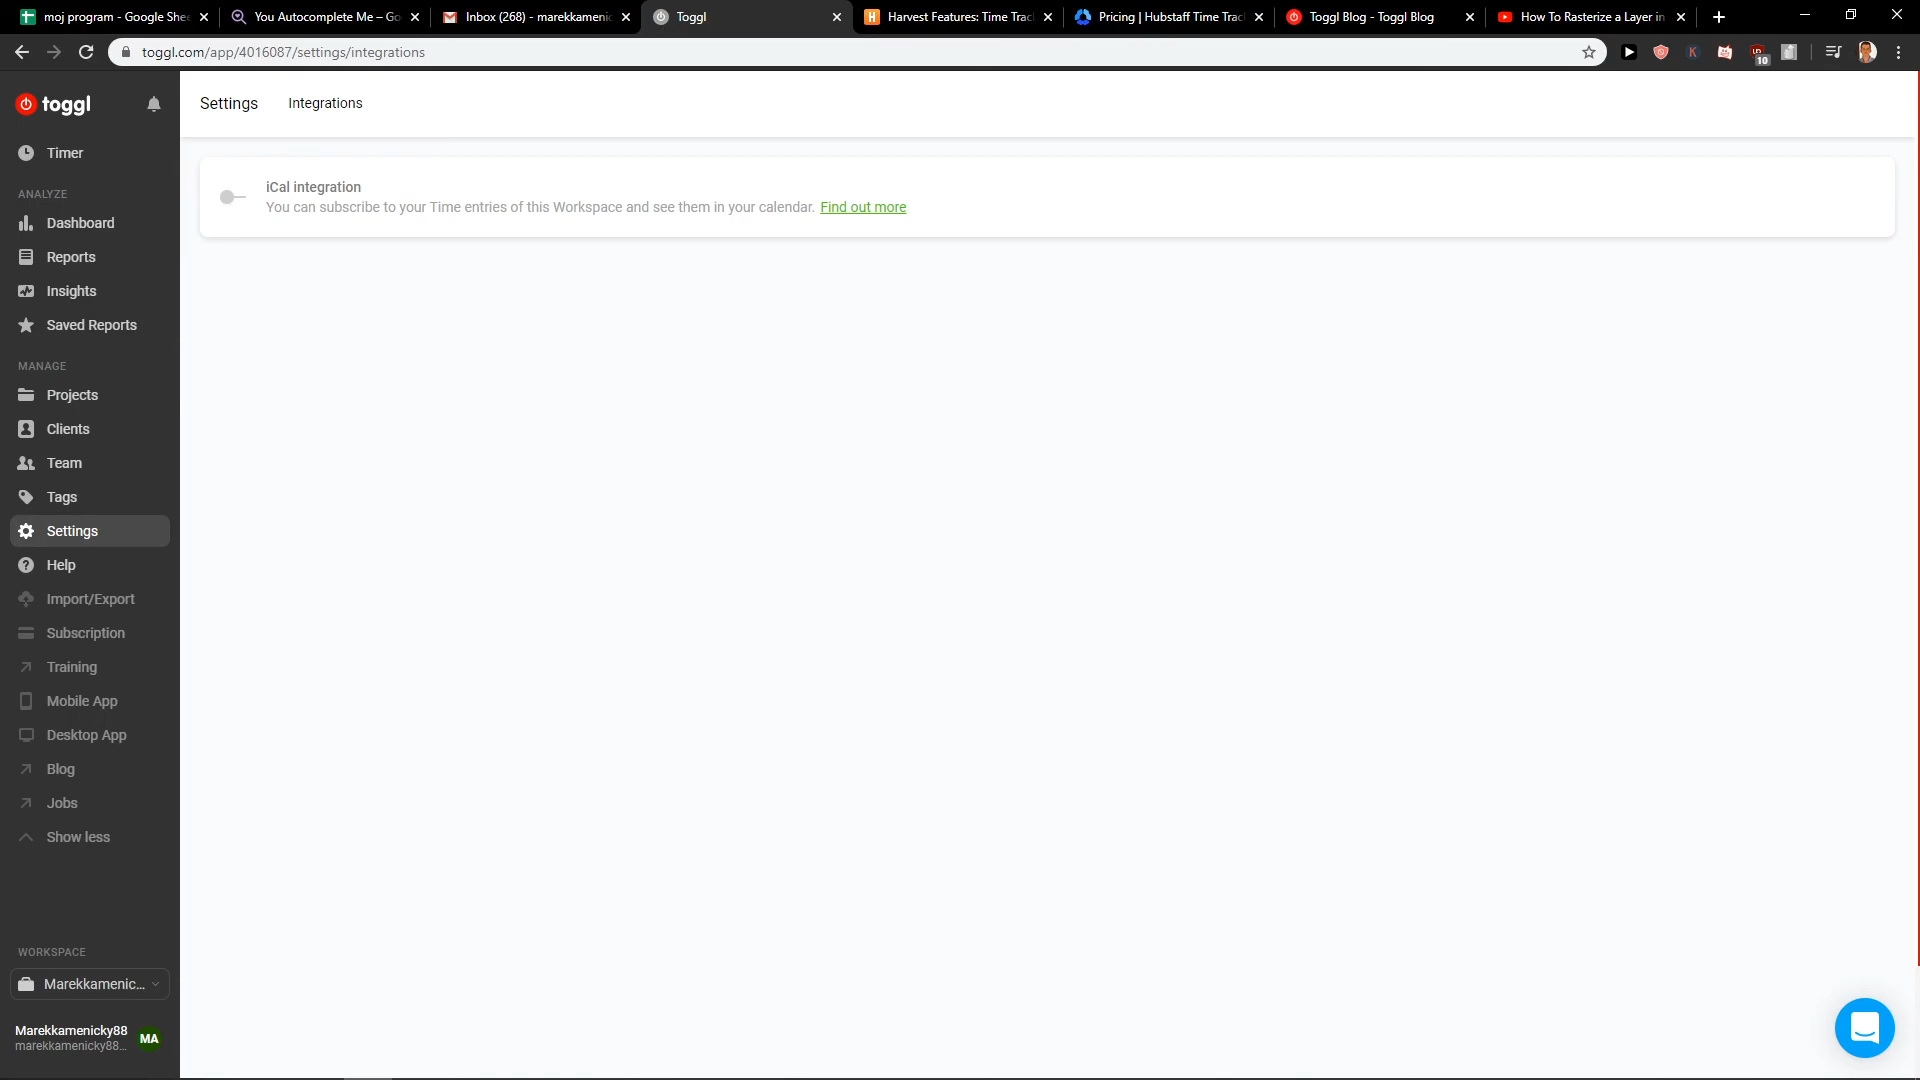 moj program - Google She
You Autocomplete Me – Go
Inbox (268) - marekkamenic
Toggl
Harvest Features: Time Trac
Pricing | Hubstaff Time Trac
Toggl Blog - Toggl Blog
How To Rasterize a Layer in
toggl.com/app/4016087/settings/integrations
K
10
toggl
Settings
Integrations
Timer
iCal integration
You can subscribe to your Time entries of this Workspace and see them in your calendar. Find out more
ANALYZE
Dashboard
Reports
Insights
Saved Reports
MANAGE
Projects
Clients
Team
Tags
Settings
Help
Import/Export
Subscription
Training
Mobile App
Desktop App
Blog
Jobs
Show less
WORKSPACE
Marekkamenic...
Marekkamenicky88
marekkamenicky88...
MA